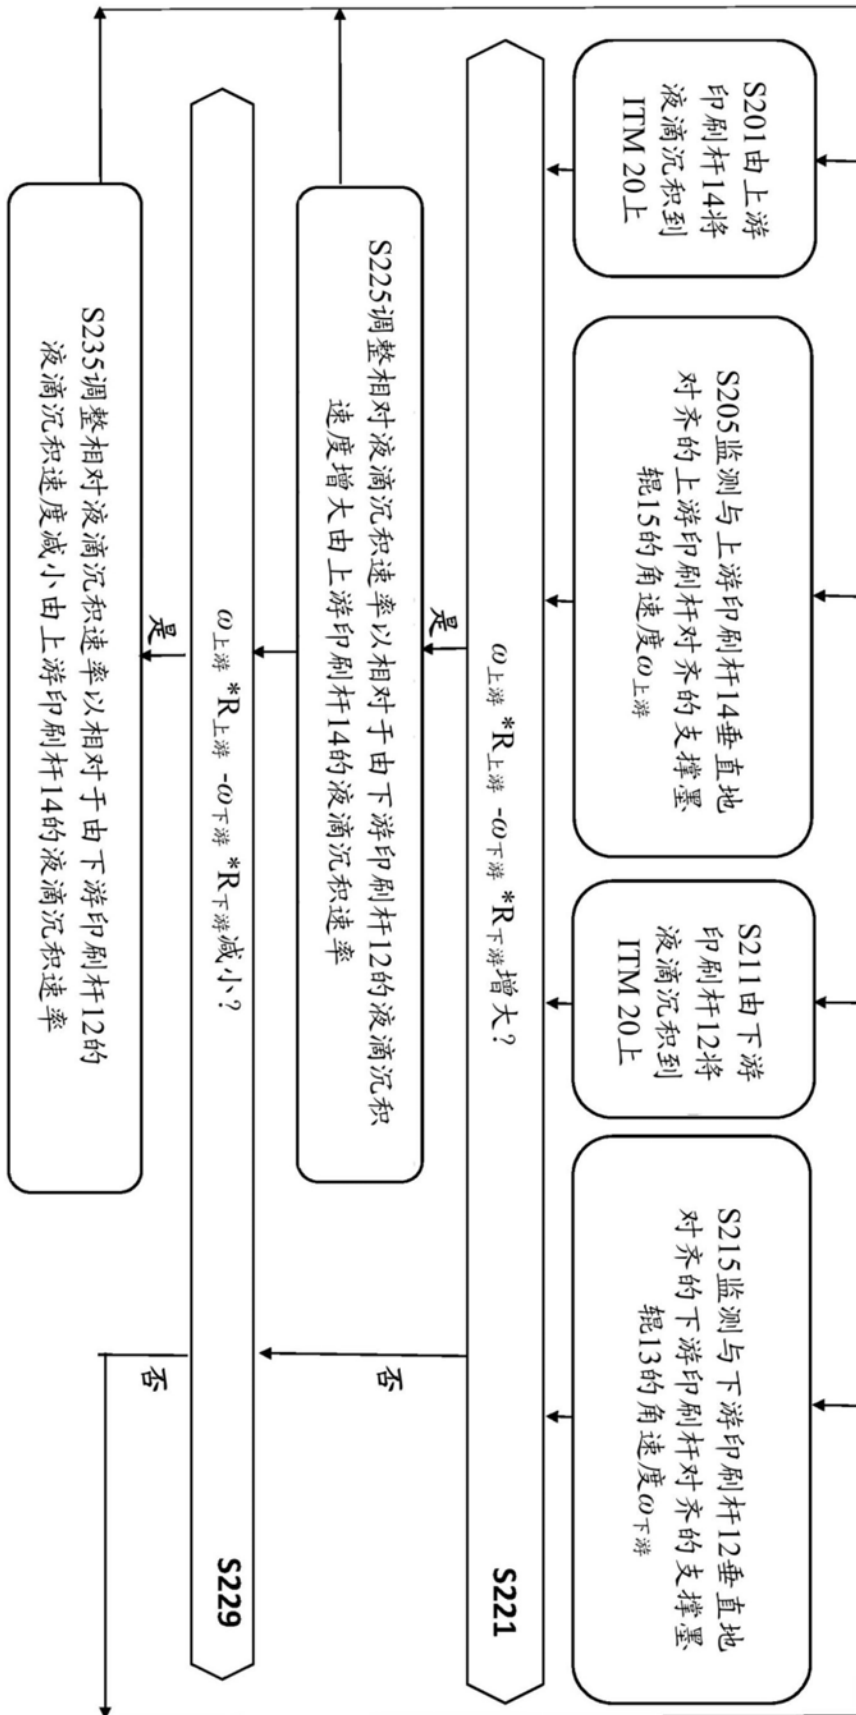 S201由上游
印刷杆14将
液滴沉积到
ITM 20上
S205监测与上游印刷杆14垂直地
对齐的上游印刷杆对齐的支撑墨
辊15的角速度ω上游
S211由下游
印刷杆12将
液滴沉积到
ITM 20上
S215监测与下游印刷杆12垂直地
对齐的下游印刷杆对齐的支撑墨
辊13的角速度ω下游
ω上游 *R上游 -ω下游 *R下游增大?
S221
是
否
S225调整相对液滴沉积速率以相对于由下游印刷杆12的液滴沉积
速度增大由上游印刷杆14的液滴沉积速率
ω上游 *R上游 -ω下游 *R下游减小?
S229
是
否
S235调整相对液滴沉积速率以相对于由下游印刷杆12的
液滴沉积速度减小由上游印刷杆14的液滴沉积速率